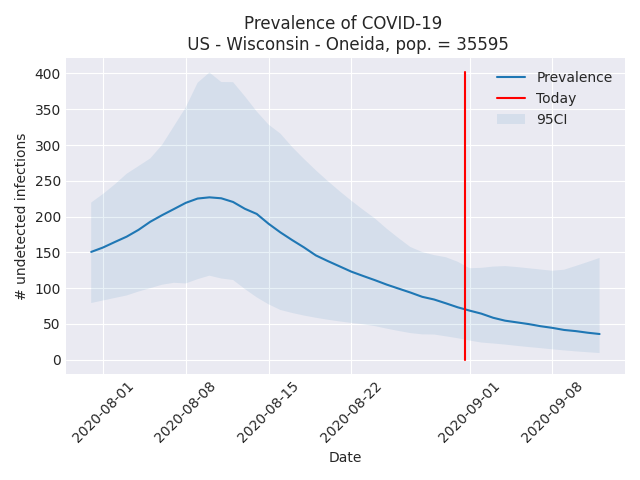 Prevalence of COVID-19
US - Wisconsin - Oneida, pop. = 35595
Prevalence
Today
95CI
# undetected infections
400
350
300
250
200
150
100
50
0
2020-08-01
2020-08-08
2020-08-15
2020-08-22
2020-09-01
2020-09-08
Date